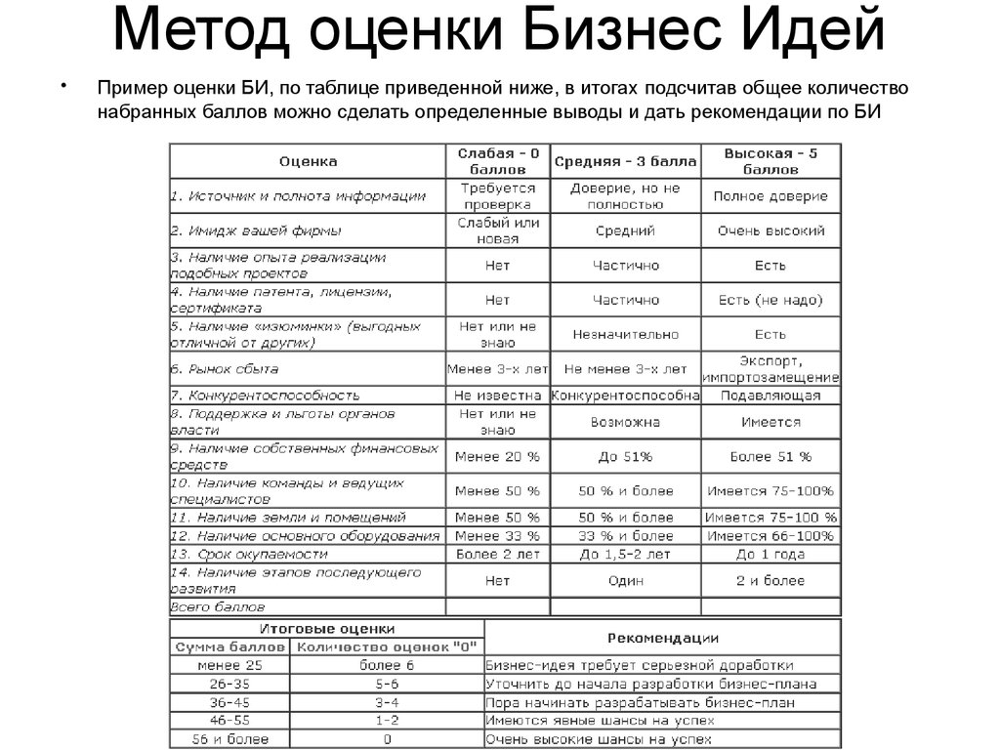 Метод оценки Бизнес Идей
• Пример оценки БИ, по таблице приведенной ниже, в итогах подсчитав общее количество
набранных баллов можно сделать определенные выводы и дать рекомендации по БИ
Оценка
Слабая - 0
баллов
Средняя - 3 балла
Высокая - 5
баллов
1. Источник и полнота информации
Требуется
проверка
Доверие, но не
полностью
Полное доверие
2. Имидж вашей фирмы
Слабый или
новая
Средний
Очень высокий
3. Наличие опыта реализации
подобных проектов
Нет
Частично
Есть
4. Наличие патента, лицензии,
сертификата
Нет
Частично
Есть (не надо)
5. Наличие «изюминки» (выгодных
отличной от других)
Нет или не
знаю
Незначительно
Есть
6. Рынок сбыта
Менее 3-х лет
Не менее 3-х лет
Экспорт,
импортозамещение
7. Конкурентоспособность
Не известна
Конкурентоспособна
Подавляющая
8. Поддержка и льготы органов
власти
Нет или не
знаю
Возможна
Имеется
9. Наличие собственных финансовых
средств
Менее 20 %
До 51%
Более 51 %
10. Наличие команды и ведущих
специалистов
Менее 50 %
50 % и более
Имеется 75-100%
11. Наличие земли и помещений
Менее 50 %
50 % и более
Имеется 75-100 %
12. Наличие основного оборудования
Менее 33 %
33 % и более
Имеется 66-100%
13. Срок окупаемости
Более 2 лет
До 1,5-2 лет
До 1 года
14. Наличие этапов последующего
развития
Нет
Один
2 и более
Всего баллов
Итоговые оценки
Рекомендации
Сумма баллов
Количество оценок "0"
менее 25
более 6
Бизнес-идея требует серьезной доработки
26-35
5-6
Уточнить до начала разработки бизнес-плана
36-45
3-4
Пора начинать разрабатывать бизнес-план
46-55
1-2
Имеются явные шансы на успех
56 и более
0
Очень высокие шансы на успех